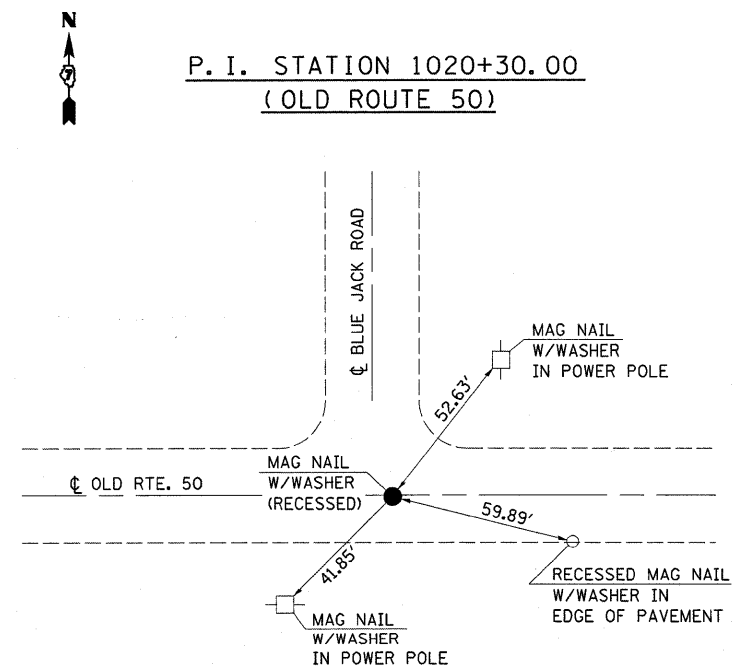 N
7
P. I. STATION 1020+30.00
(OLD ROUTE 50)
℄ BLUE JACK ROAD
MAG NAIL
W/WASHER
IN POWER POLE
52.63'
MAG NAIL
W/WASHER
(RECESSED)
℄ OLD RTE. 50
59.89'
41.85'
RECESSED MAG NAIL
W/WASHER IN
EDGE OF PAVEMENT
MAG NAIL
W/WASHER
IN POWER POLE